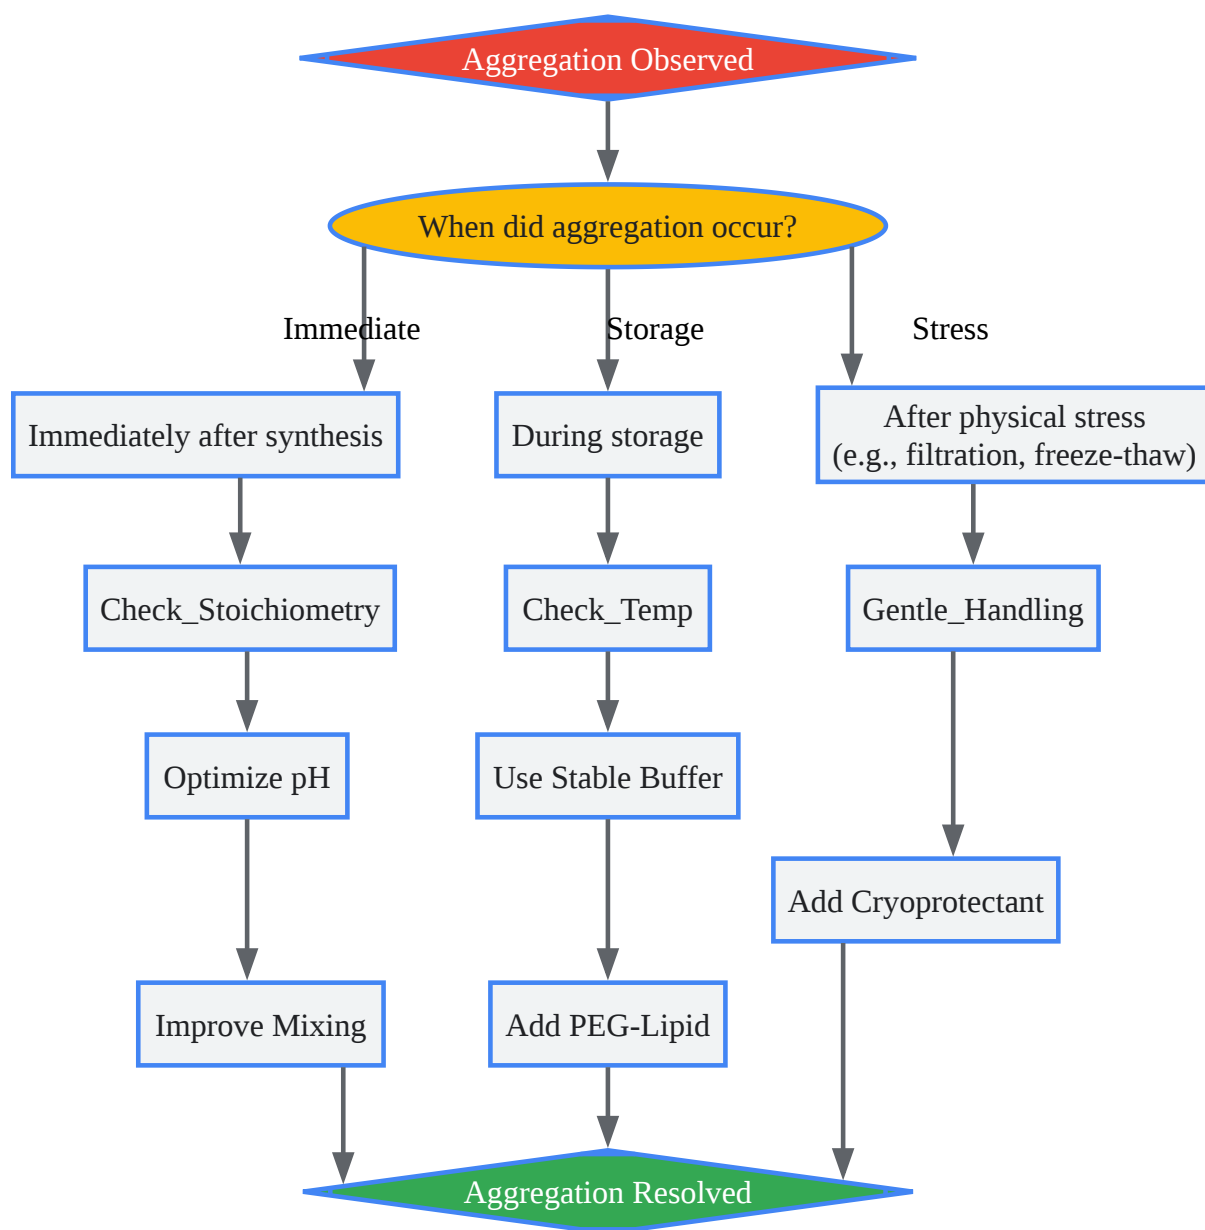 Aggregation Observed
When did aggregation occur?
Immediate
Storage
Stress
Immediately after synthesis
During storage
After physical stress
(e.g., filtration, freeze-thaw)
Check_Stoichiometry
Check_Temp
Gentle_Handling
Optimize pH
Use Stable Buffer
Add Cryoprotectant
Improve Mixing
Add PEG-Lipid
Aggregation Resolved